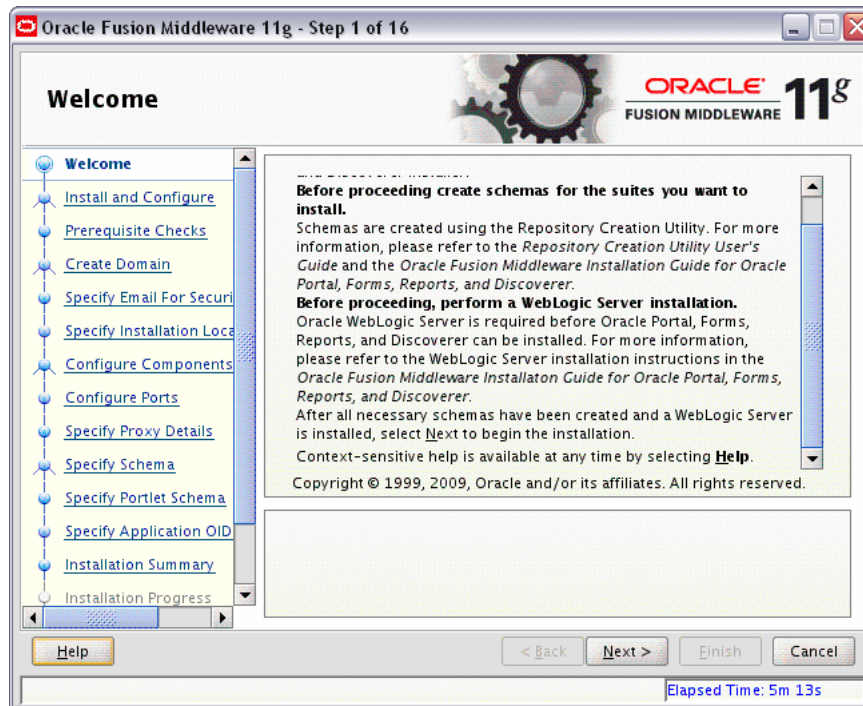 Oracle Fusion Middleware 11g - Step 1 of 16
Welcome
ORACLE
FUSION MIDDLEWARE
11g
Welcome
Install and Configure
Prerequisite Checks
Create Domain
Specify Email For Securi
Specify Installation Loca
Configure Components
Configure Ports
Specify Proxy Details
Specify Schema
Specify Portlet Schema
Specify Application OID
Installation Summary
Installation Progress
and Discoverer installer.
Before proceeding create schemas for the suites you want to
install.
Schemas are created using the Repository Creation Utility. For more
information, please refer to the Repository Creation Utility User's
Guide and the Oracle Fusion Middleware Installation Guide for Oracle
Portal, Forms, Reports, and Discoverer.
Before proceeding, perform a WebLogic Server installation.
Oracle WebLogic Server is required before Oracle Portal, Forms,
Reports, and Discoverer can be installed. For more information,
please refer to the WebLogic Server installation instructions in the
Oracle Fusion Middleware Installaton Guide for Oracle Portal, Forms,
Reports, and Discoverer.
After all necessary schemas have been created and a WebLogic Server
is installed, select Next to begin the installation.
Context-sensitive help is available at any time by selecting Help.
Copyright © 1999, 2009, Oracle and/or its affiliates. All rights reserved.
Help
< Back
Next >
Finish
Cancel
Elapsed Time: 5m 13s